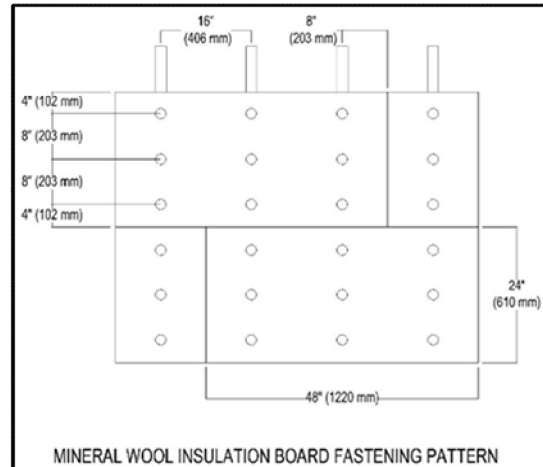 16"
(406 mm)
8"
(203 mm)
4" (102 mm)
8" (203 mm)
8" (203 mm)
4" (102 mm)
24"
(610 mm)
48" (1220 mm)
MINERAL WOOL INSULATION BOARD FASTENING PATTERN